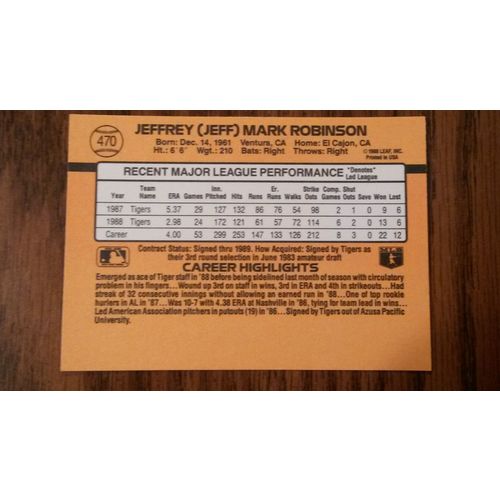 470
JEFFREY (JEFF) MARK ROBINSON
Born: Dec. 14, 1961 Ventura, CA Home: El Cajon, CA
Ht.: 6'6" Wgt.: 210 Bats: Right Throws: Right
© 1988 LEAF, INC.
Printed in USA
RECENT MAJOR LEAGUE PERFORMANCE
*Denotes*
Led League
Year Team Name ERA Games Inn. Pitched Hits Runs Er. Runs Walks Strike Outs Comp. Games Shut Outs Save Won Lost
1987 Tigers 5.37 29 127 132 86 76 54 98 2 1 0 9 6
1988 Tigers 2.98 24 172 121 61 57 72 114 6 2 0 13 6
Career 4.00 53 299 253 147 133 126 212 8 3 0 22 12
Contract Status: Signed thru 1989. How Acquired: Signed by Tigers as
their 3rd round selection in June 1983 amateur draft
CAREER HIGHLIGHTS
Emerged as ace of Tiger staff in '88 before being sidelined last month of season with circulatory
problem in his fingers...Wound up 3rd on staff in wins, 3rd in ERA and 4th in strikeouts...Had
streak of 32 consecutive innings without allowing an earned run in '88...One of top rookie
hurlers in AL in '87...Was 10-7 with 4.38 ERA at Nashville in '86, tying for team lead in wins...
Led American Association pitchers in putouts (19) in '86...Signed by Tigers out of Azusa Pacific
University.